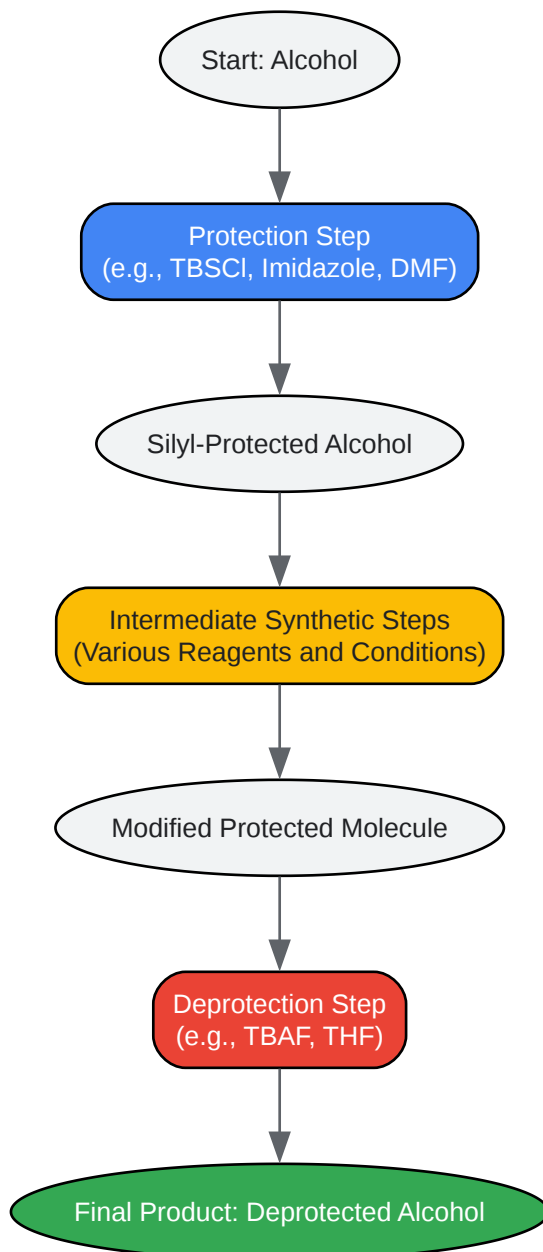 Start: Alcohol
Protection Step
(e.g., TBSCl, Imidazole, DMF)
Silyl-Protected Alcohol
Intermediate Synthetic Steps
(Various Reagents and Conditions)
Modified Protected Molecule
Deprotection Step
(e.g., TBAF, THF)
Final Product: Deprotected Alcohol